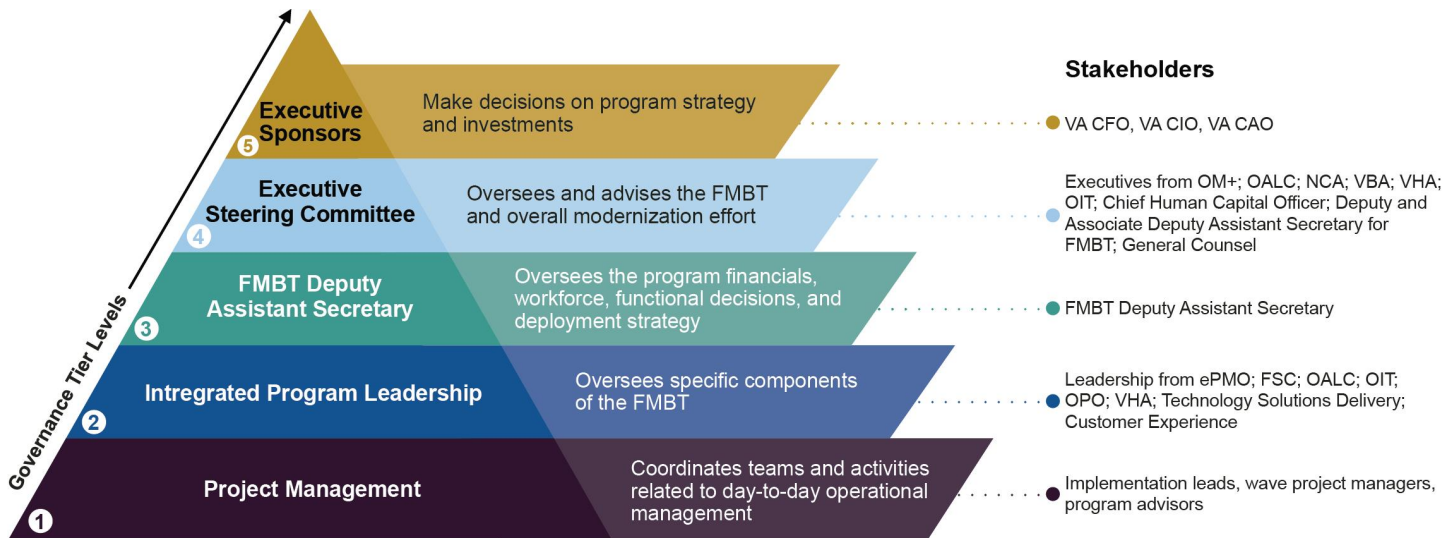 Governance Tier Levels
Stakeholders
5
Executive
Sponsors
Make decisions on program strategy
and investments
VA CFO, VA CIO, VA CAO
4
Executive
Steering Committee
Oversees and advises the FMBT
and overall modernization effort
Executives from OM+; OALC; NCA; VBA; VHA;
OIT; Chief Human Capital Officer; Deputy and
Associate Deputy Assistant Secretary for
FMBT; General Counsel
3
FMBT Deputy
Assistant Secretary
Oversees the program financials,
workforce, functional decisions, and
deployment strategy
FMBT Deputy Assistant Secretary
2
Intregrated Program Leadership
Oversees specific components
of the FMBT
Leadership from ePMO; FSC; OALC; OIT;
OPO; VHA; Technology Solutions Delivery;
Customer Experience
1
Project Management
Coordinates teams and activities
related to day-to-day operational
management
Implementation leads, wave project managers,
program advisors